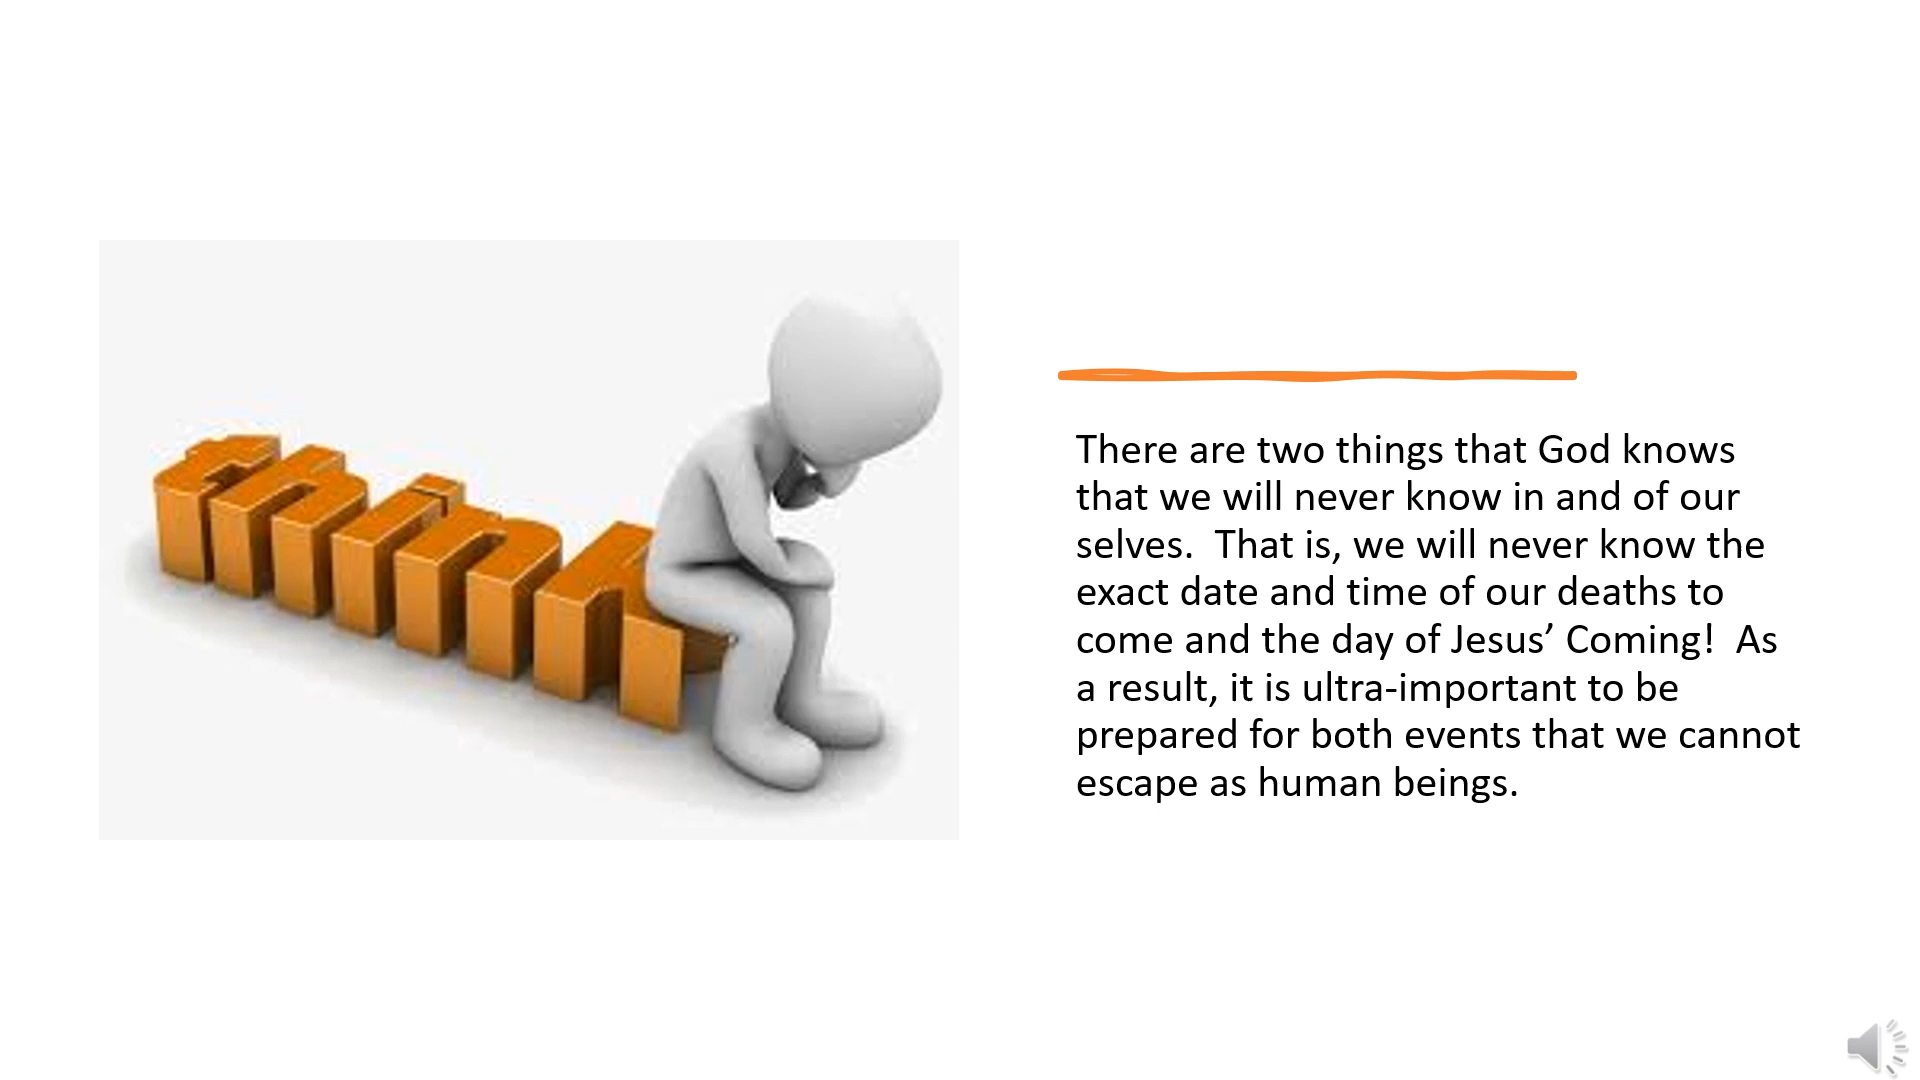 think
There are two things that God knows
that we will never know in and of our
selves.  That is, we will never know the
exact date and time of our deaths to
come and the day of Jesus’ Coming!  As
a result, it is ultra-important to be
prepared for both events that we cannot
escape as human beings.